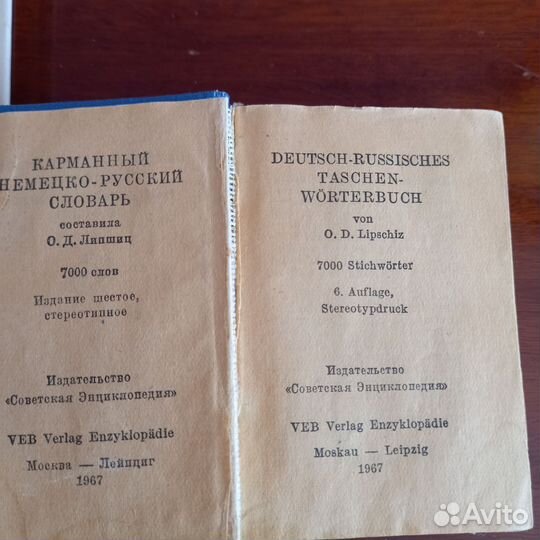 КАРМАННЫЙ
НЕМЕЦКО-РУССКИЙ
СЛОВАРЬ
составила
О. Д. Липшиц
7000 слов
Издание шестое,
стереотипное
Издательство
«Советская Энциклопедия»
VEB Verlag Enzyklopädie
Москва — Лейпциг
1967
DEUTSCH-RUSSISCHES
TASCHEN-
WÖRTERBUCH
von
O. D. Lipschiz
7000 Stichwörter
6. Auflage,
Stereotypdruck
Издательство
«Советская Энциклопедия»
VEB Verlag Enzyklopädie
Moskau — Leipzig
1967
Avito